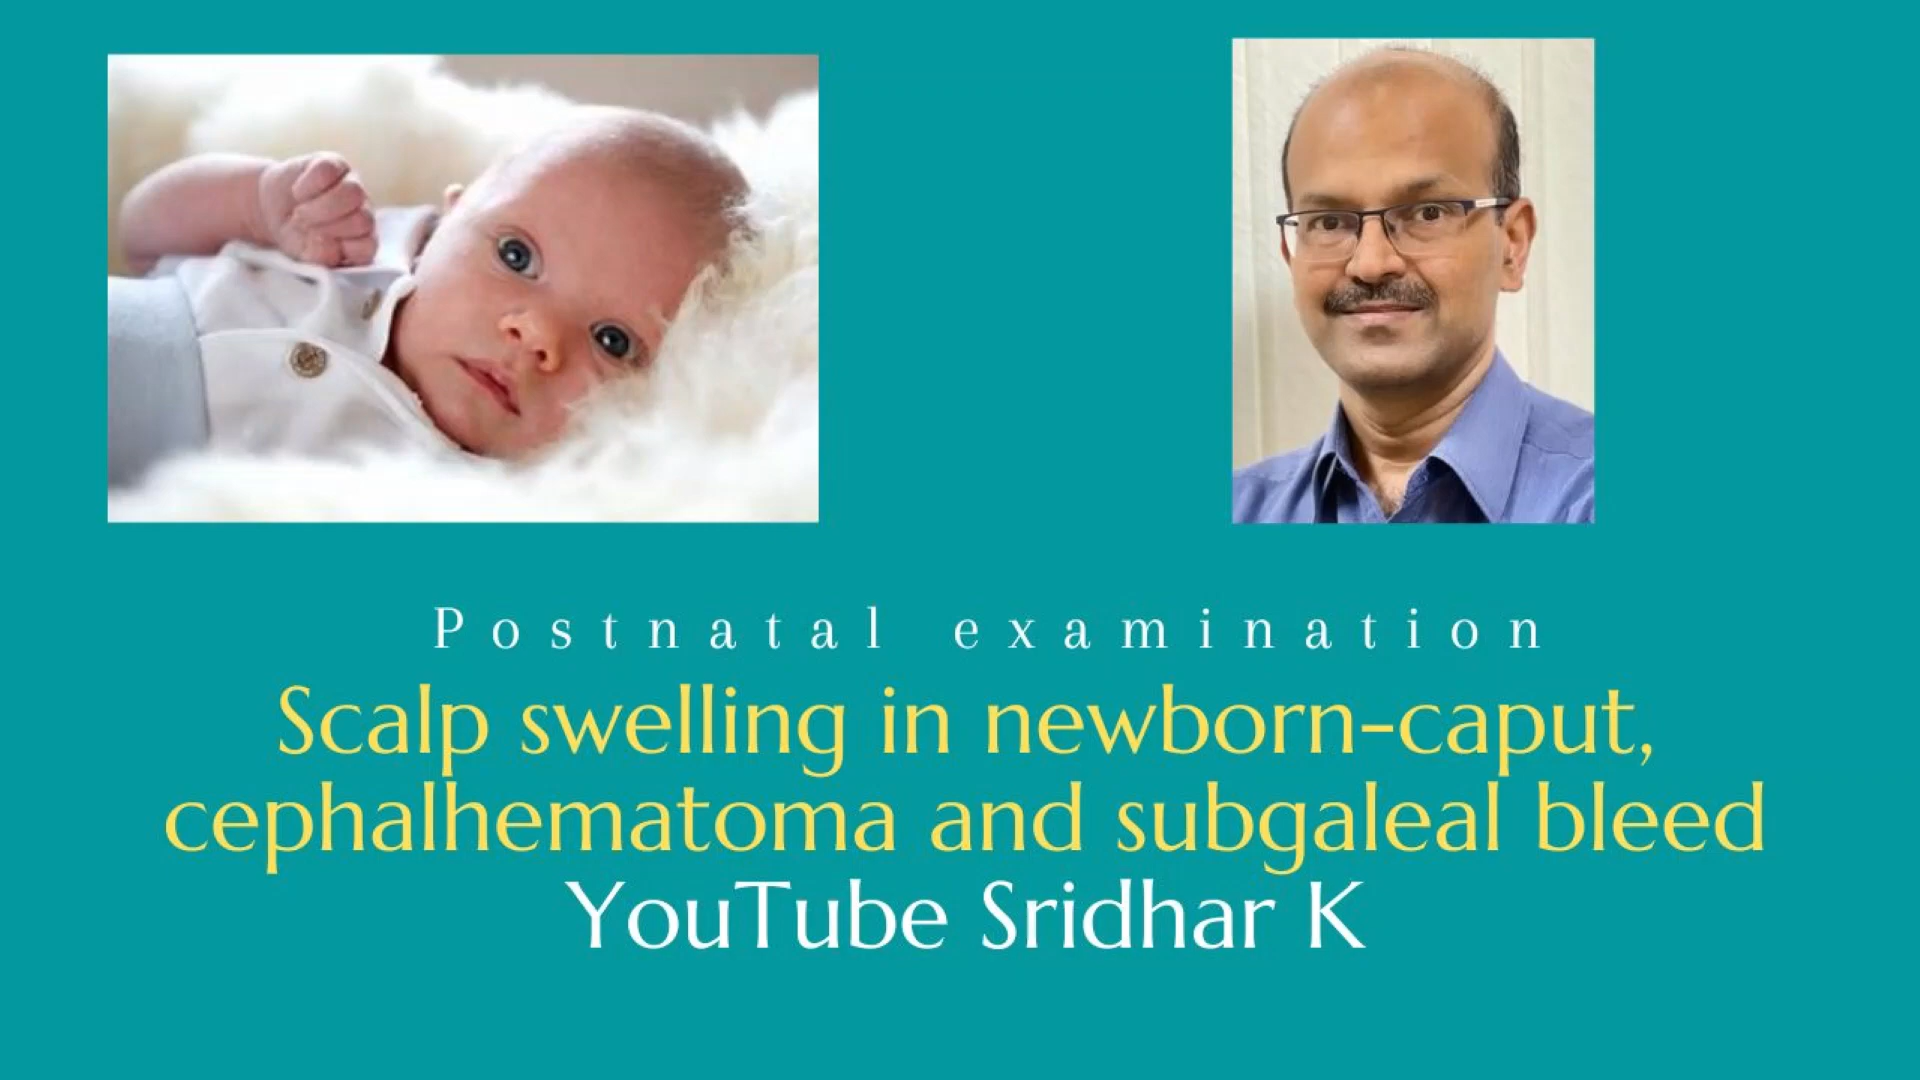 Postnatal examination
Scalp swelling in newborn-caput,
cephalhematoma and subgaleal bleed
YouTube Sridhar K